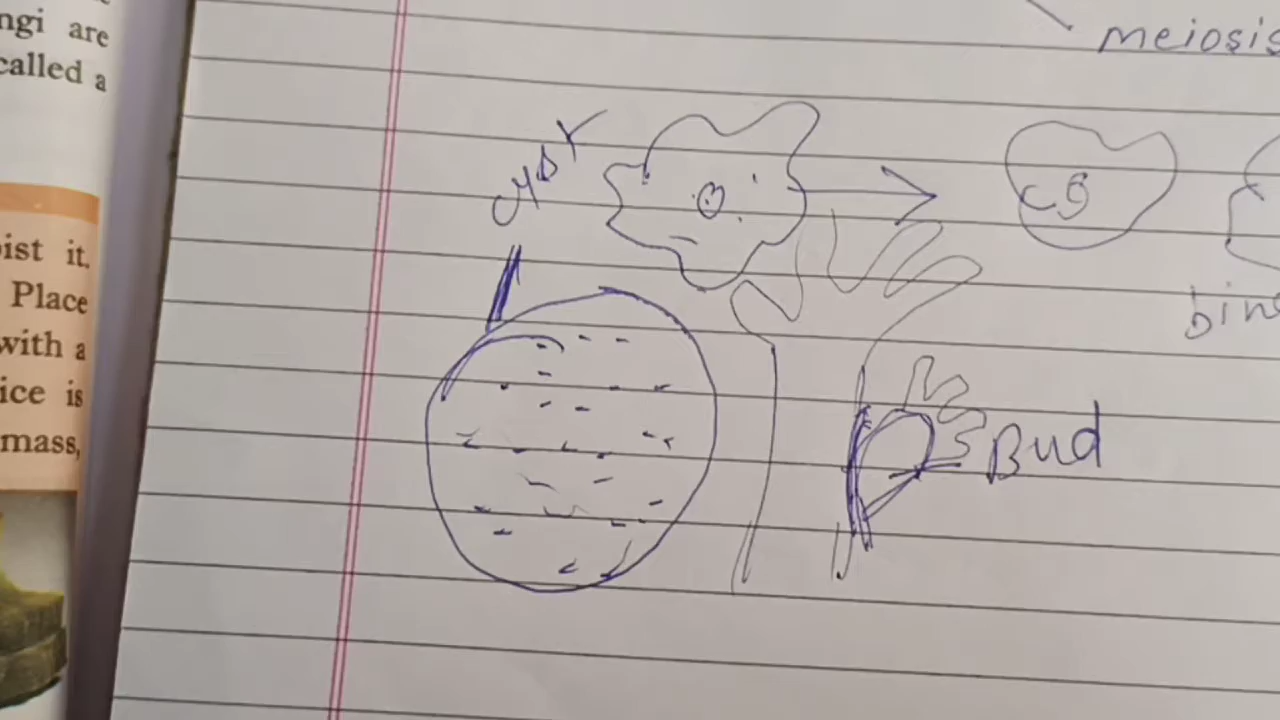 ngi are
called a
oist it.
Place
with a
ice is
mass,
meiosis
cyst
Bud